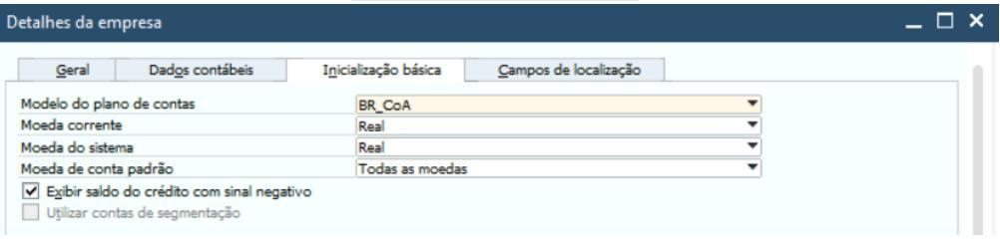 Detalhes da empresa
Geral Dados contábeis Inicialização básica Campos de localização
Modelo do plano de contas BR_CoA
Moeda corrente Real
Moeda do sistema Real
Moeda de conta padrão Todas as moedas
Exibir saldo do crédito com sinal negativo
Utilizar contas de segmentação